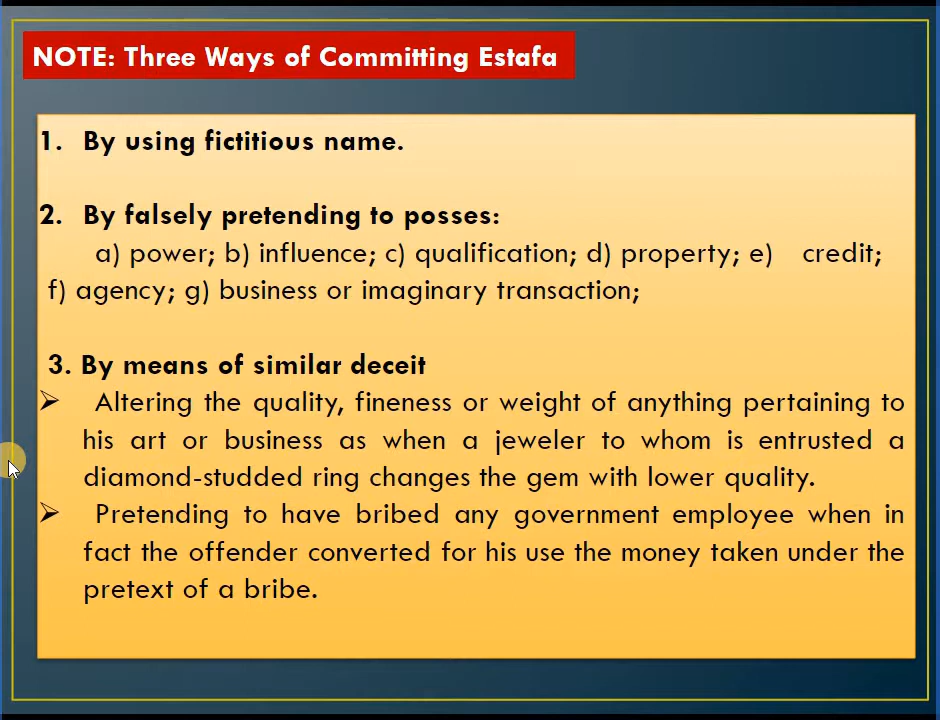 NOTE: Three Ways of Committing Estafa
1. By using fictitious name.
2. By falsely pretending to posses:
a) power; b) influence; c) qualification; d) property; e) credit;
f) agency; g) business or imaginary transaction;
3. By means of similar deceit
➢ Altering the quality, fineness or weight of anything pertaining to
his art or business as when a jeweler to whom is entrusted a
diamond-studded ring changes the gem with lower quality.
➢ Pretending to have bribed any government employee when in
fact the offender converted for his use the money taken under the
pretext of a bribe.